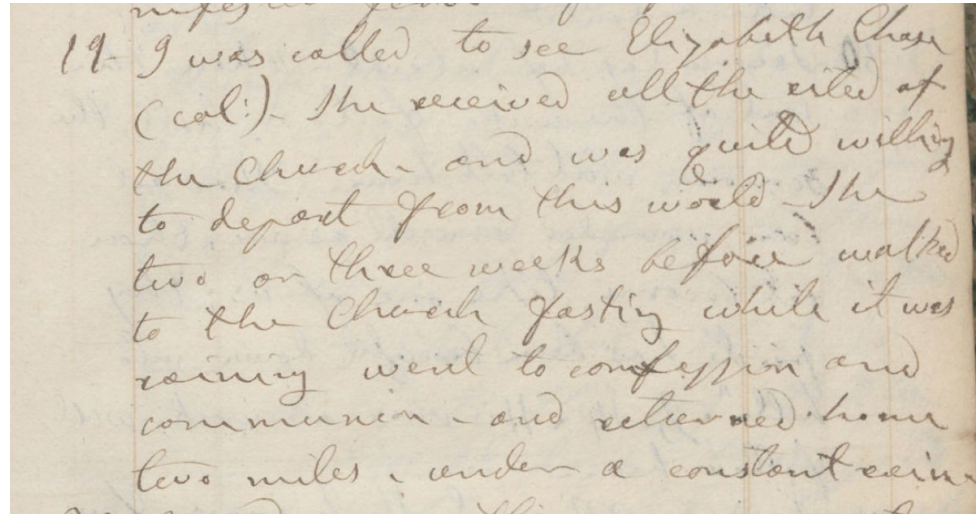 19. I was called to see Elizabeth Chase
(col:) - She received all the rites of
the Church - and was quite willing
to depart from this world - She
two or three weeks before walked
to the Church fasting while it was
raining went to confession and
communion - and returned home
two miles - under a constant rain -